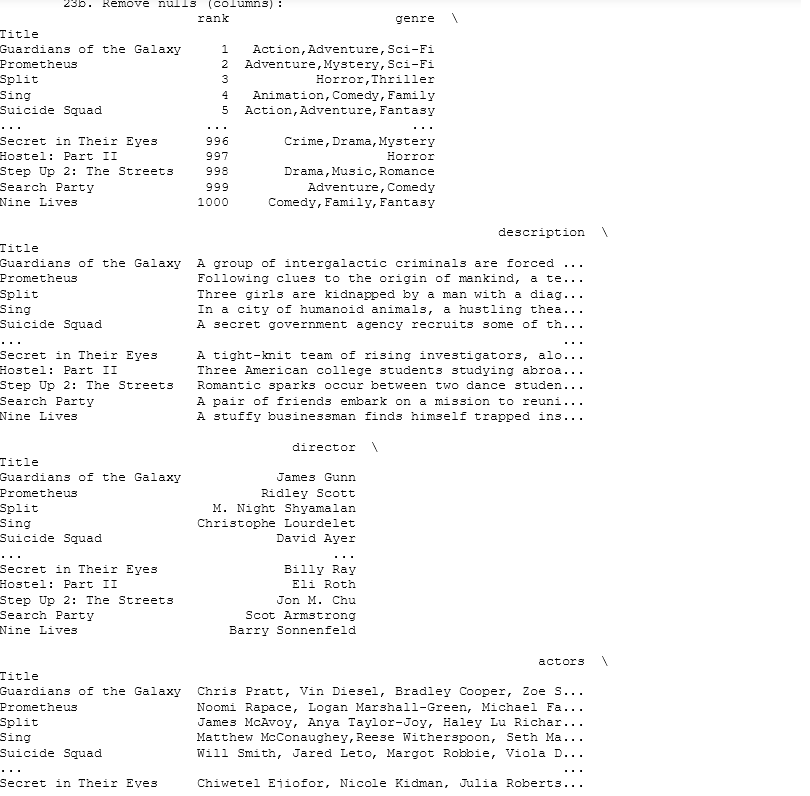 23b. Remove nulls (columns):
rank genre \
Title
Guardians of the Galaxy 1 Action,Adventure,Sci-Fi
Prometheus 2 Adventure,Mystery,Sci-Fi
Split 3 Horror,Thriller
Sing 4 Animation,Comedy,Family
Suicide Squad 5 Action,Adventure,Fantasy
... ... ...
Secret in Their Eyes 996 Crime,Drama,Mystery
Hostel: Part II 997 Horror
Step Up 2: The Streets 998 Drama,Music,Romance
Search Party 999 Adventure,Comedy
Nine Lives 1000 Comedy,Family,Fantasy
description \
Title
Guardians of the Galaxy A group of intergalactic criminals are forced ...
Prometheus Following clues to the origin of mankind, a te...
Split Three girls are kidnapped by a man with a diag...
Sing In a city of humanoid animals, a hustling thea...
Suicide Squad A secret government agency recruits some of th...
... ...
Secret in Their Eyes A tight-knit team of rising investigators, alo...
Hostel: Part II Three American college students studying abroa...
Step Up 2: The Streets Romantic sparks occur between two dance studen...
Search Party A pair of friends embark on a mission to reuni...
Nine Lives A stuffy businessman finds himself trapped ins...
director \
Title
Guardians of the Galaxy James Gunn
Prometheus Ridley Scott
Split M. Night Shyamalan
Sing Christophe Lourdelet
Suicide Squad David Ayer
... ...
Secret in Their Eyes Billy Ray
Hostel: Part II Eli Roth
Step Up 2: The Streets Jon M. Chu
Search Party Scot Armstrong
Nine Lives Barry Sonnenfeld
actors \
Title
Guardians of the Galaxy Chris Pratt, Vin Diesel, Bradley Cooper, Zoe S...
Prometheus Noomi Rapace, Logan Marshall-Green, Michael Fa...
Split James McAvoy, Anya Taylor-Joy, Haley Lu Richar...
Sing Matthew McConaughey,Reese Witherspoon, Seth Ma...
Suicide Squad Will Smith, Jared Leto, Margot Robbie, Viola D...
... ...
Secret in Their Eyes Chiwetel Ejiofor, Nicole Kidman, Julia Roberts...